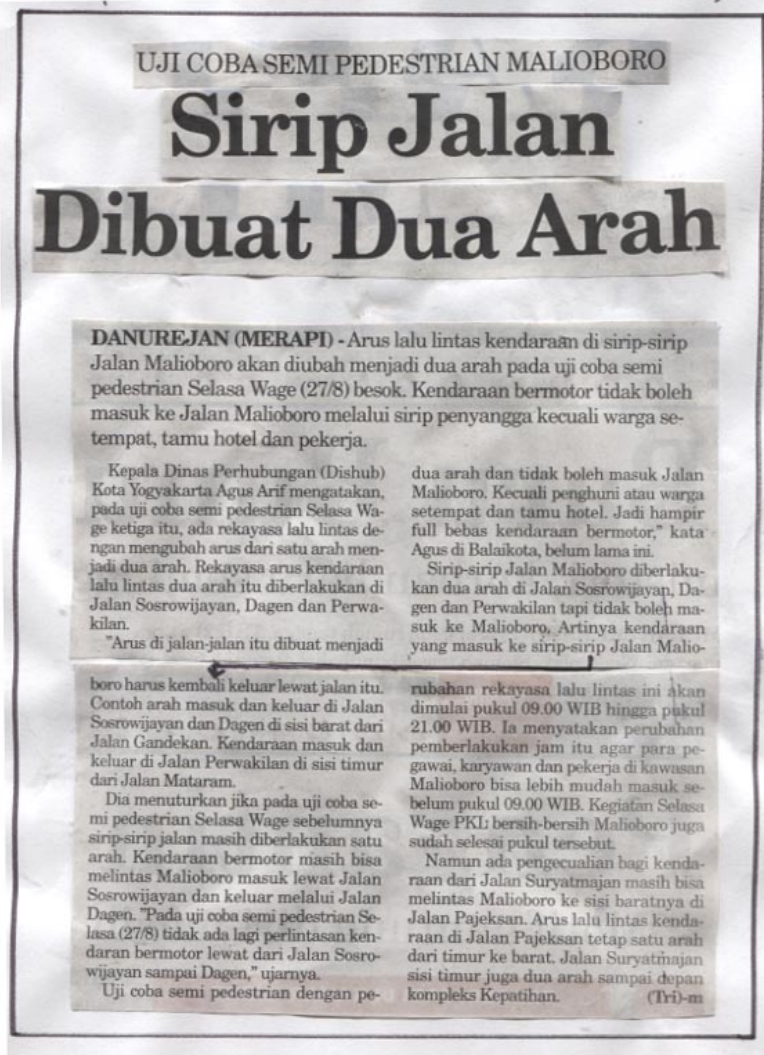 UJI COBA SEMI PEDESTRIAN MALIOBORO
Sirip Jalan
Dibuat Dua Arah
DANUREJAN (MERAPI) - Arus lalu lintas kendaraan di sirip-sirip
Jalan Malioboro akan diubah menjadi dua arah pada uji coba semi
pedestrian Selasa Wage (27/8) besok. Kendaraan bermotor tidak boleh
masuk ke Jalan Malioboro melalui sirip penyangga kecuali warga se-
tempat, tamu hotel dan pekerja.
Kepala Dinas Perhubungan (Dishub)
Kota Yogyakarta Agus Arif mengatakan,
pada uji coba semi pedestrian Selasa Wa-
ge ketiga itu, ada rekayasa lalu lintas de-
ngan mengubah arus dari satu arah men-
jadi dua arah. Rekayasa arus kendaraan
lalu lintas dua arah itu diberlakukan di
Jalan Sosrowijayan, Dagen dan Perwa-
kilan.
"Arus di jalan-jalan itu dibuat menjadi
dua arah dan tidak boleh masuk Jalan
Malioboro. Kecuali penghuni atau warga
setempat dan tamu hotel. Jadi hampir
full bebas kendaraan bermotor," kata
Agus di Balaikota, belum lama ini.
Sirip-sirip Jalan Malioboro diberlaku-
kan dua arah di Jalan Sosrowijayan, Da-
gen dan Perwakilan tapi tidak boleh ma-
suk ke Malioboro. Artinya kendaraan
yang masuk ke sirip-sirip Jalan Malio-
boro harus kembali keluar lewat jalan itu.
Contoh arah masuk dan keluar di Jalan
Sosrowijayan dan Dagen di sisi barat dari
Jalan Gandekan. Kendaraan masuk dan
keluar di Jalan Perwakilan di sisi timur
dari Jalan Mataram.
Dia menuturkan jika pada uji coba se-
mi pedestrian Selasa Wage sebelumnya
sirip-sirip jalan masih diberlakukan satu
arah. Kendaraan bermotor masih bisa
melintas Malioboro masuk lewat Jalan
Sosrowijayan dan keluar melalui Jalan
Dagen. "Pada uji coba semi pedestrian Se-
lasa (27/8) tidak ada lagi perlintasan ken-
daran bermotor lewat dari Jalan Sosro-
wijayan sampai Dagen," ujarnya.
Uji coba semi pedestrian dengan pe-
rubahan rekayasa lalu lintas ini akan
dimulai pukul 09.00 WIB hingga pukul
21.00 WIB. Ia menyatakan perubahan
pemberlakukan jam itu agar para pe-
gawai, karyawan dan pekerja di kawasan
Malioboro bisa lebih mudah masuk se-
belum pukul 09.00 WIB. Kegiatan Selasa
Wage PKL bersih-bersih Malioboro juga
sudah selesai pukul tersebut.
Namun ada pengecualian bagi kenda-
raan dari Jalan Suryatmajan masih bisa
melintas Malioboro ke sisi baratnya di
Jalan Pajeksan. Arus lalu lintas kenda-
raan di Jalan Pajeksan tetap satu arah
dari timur ke barat. Jalan Suryatmajan
sisi timur juga dua arah sampai depan
kompleks Kepatihan. (Tri)-m